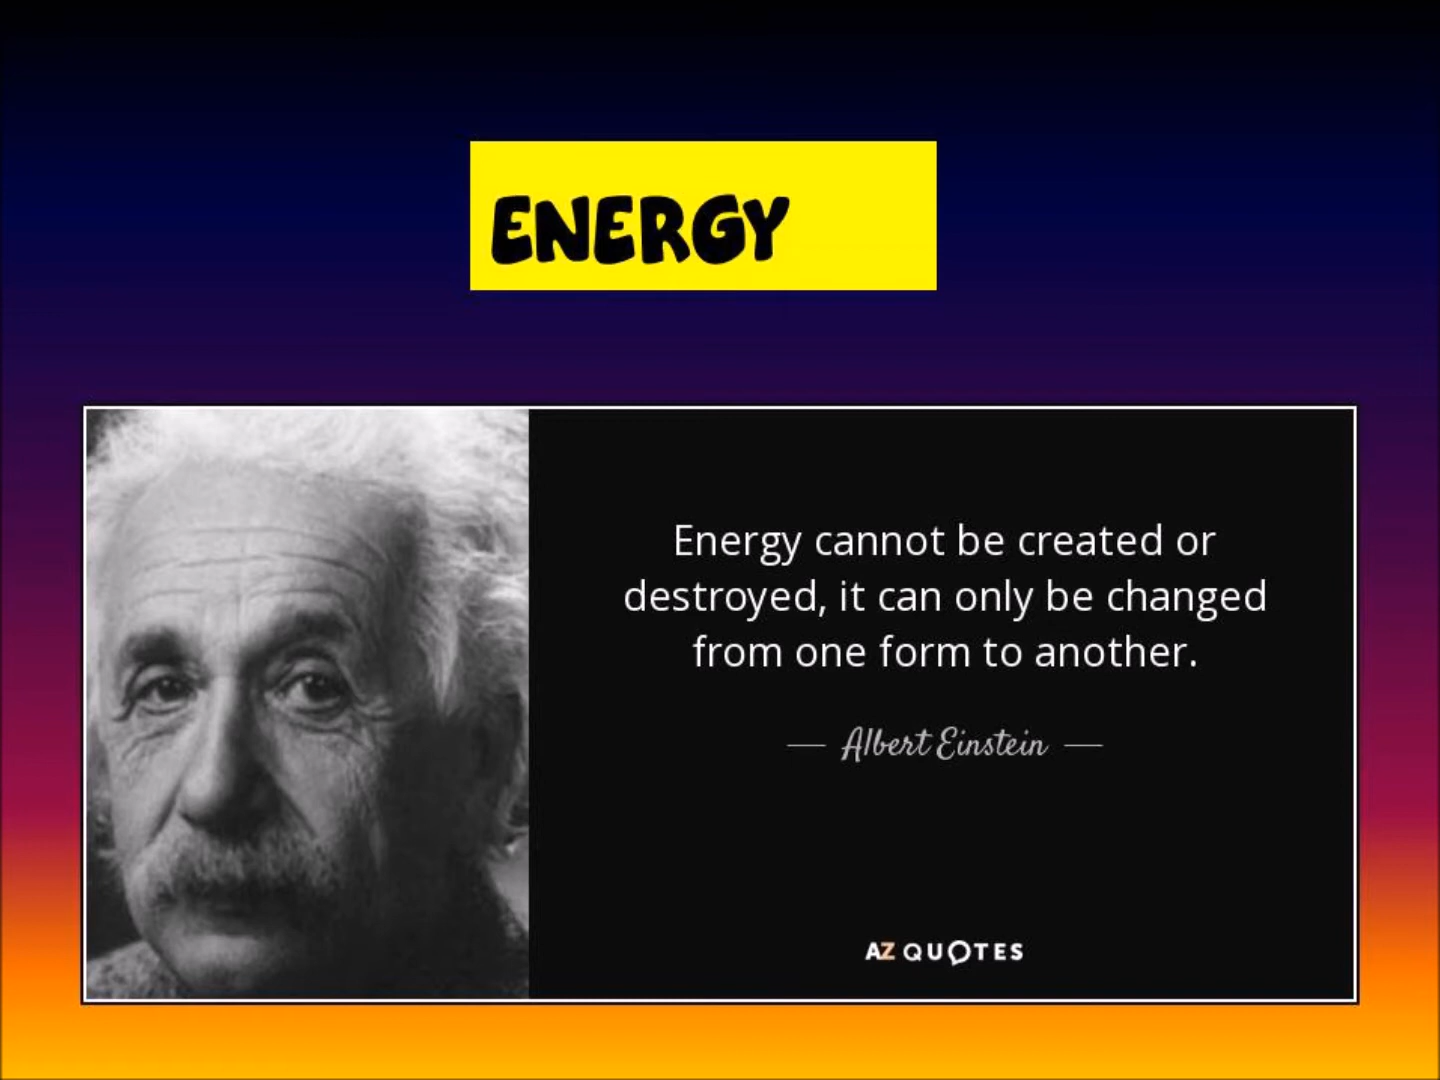 ENERGY
Energy cannot be created or
destroyed, it can only be changed
from one form to another.
— Albert Einstein —
AZ QUOTES